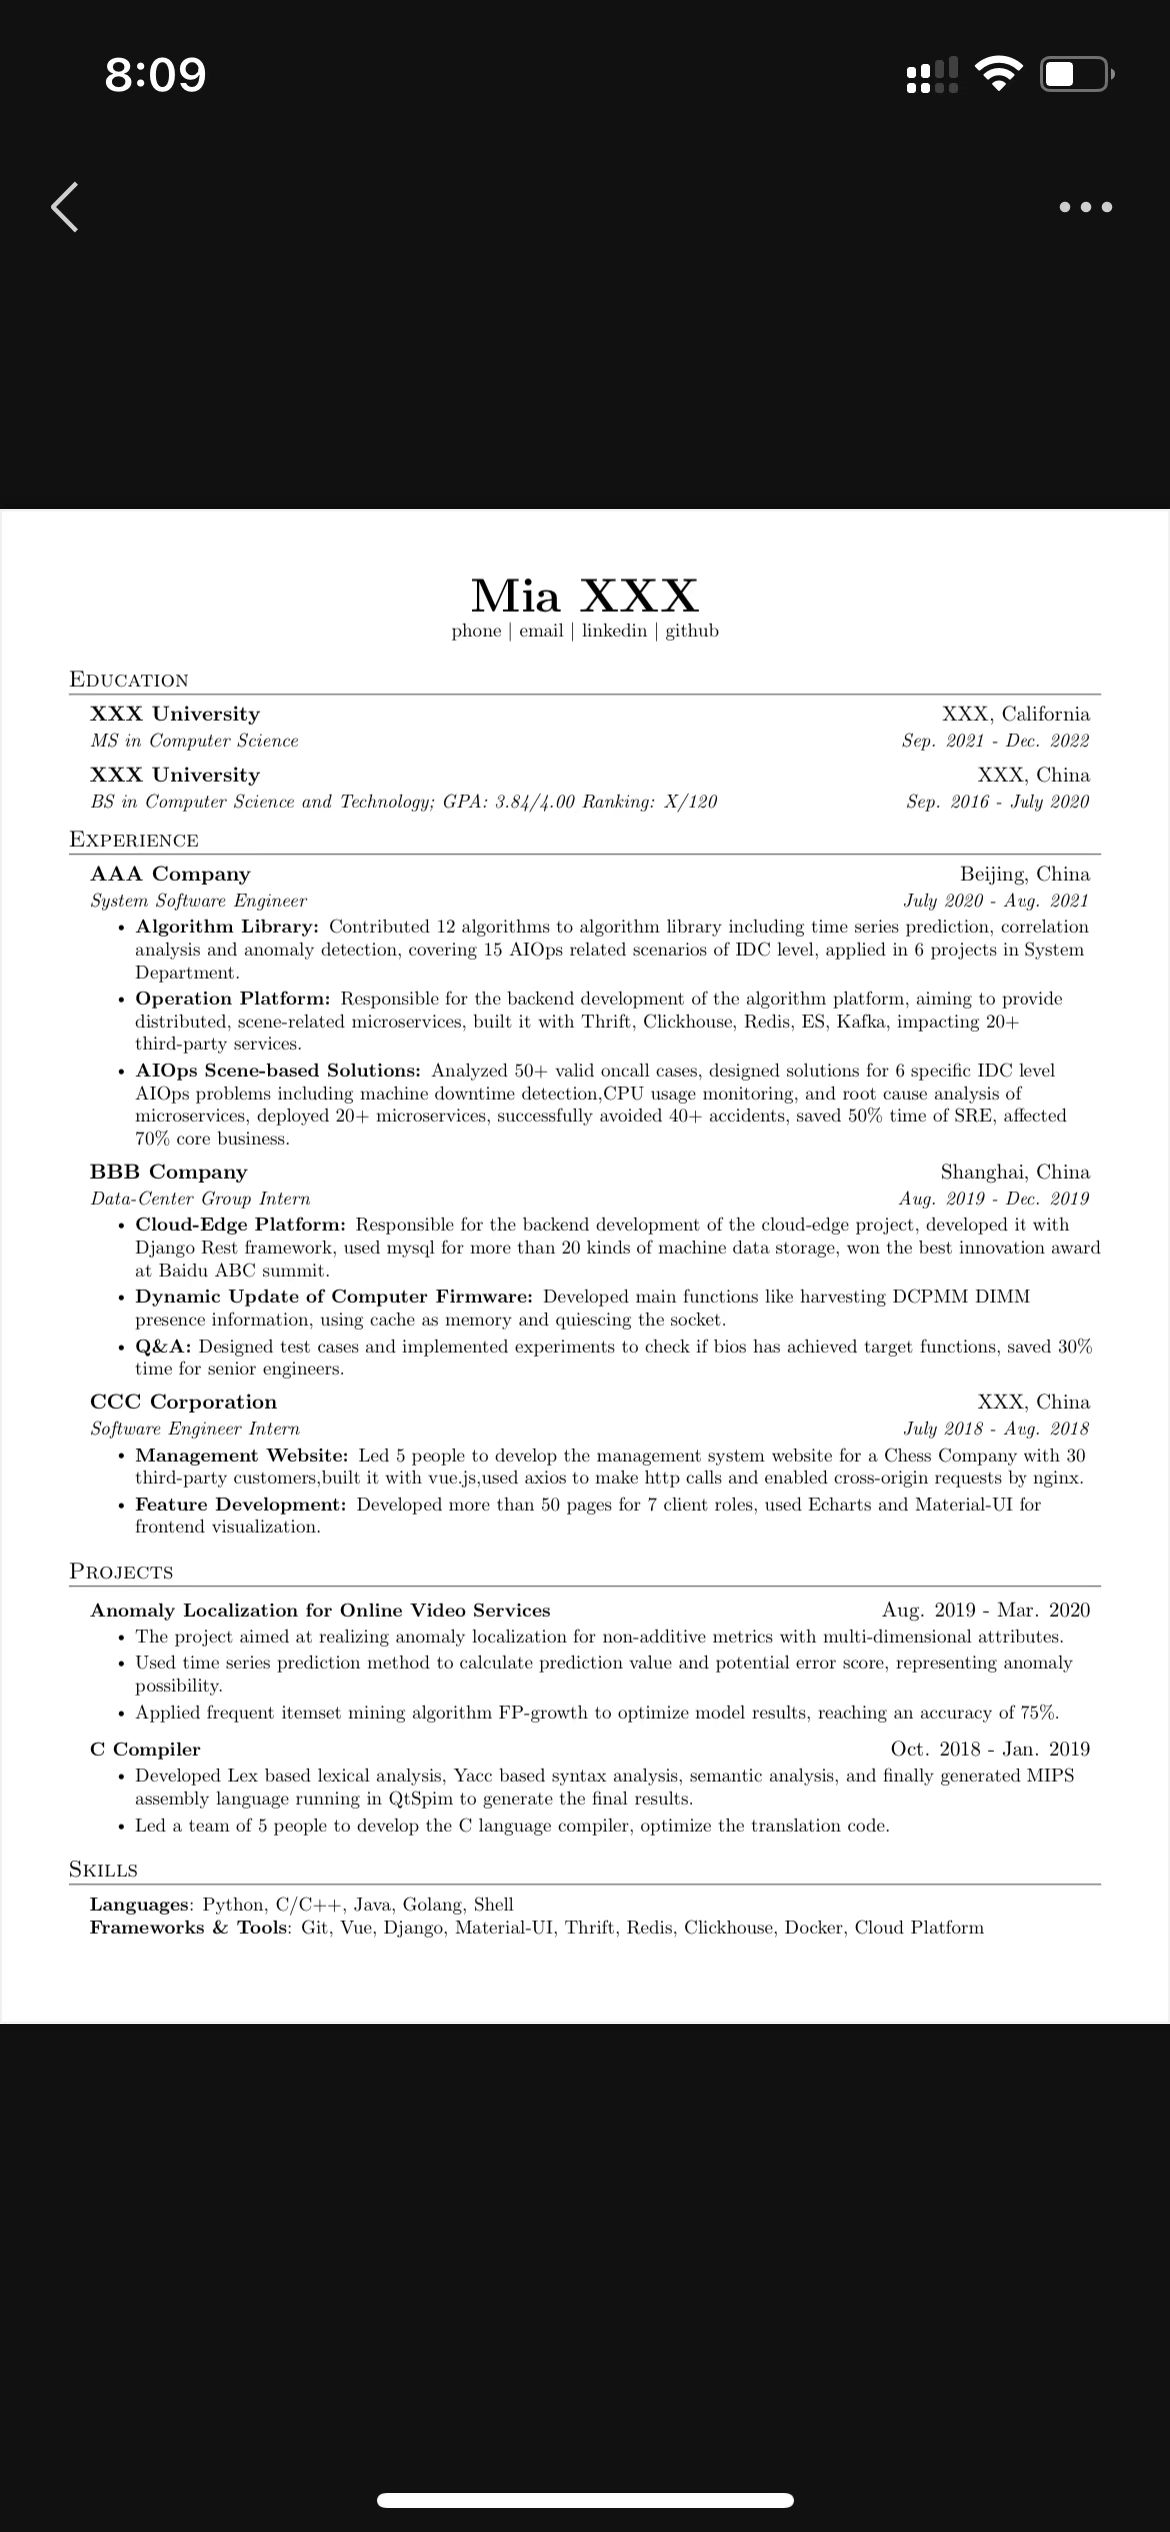 8:09
Mia XXX
phone | email | linkedin | github
Education
XXX University XXX, California
MS in Computer Science Sep. 2021 - Dec. 2022
XXX University XXX, China
BS in Computer Science and Technology; GPA: 3.84/4.00 Ranking: X/120 Sep. 2016 - July 2020
Experience
AAA Company Beijing, China
System Software Engineer July 2020 - Aug. 2021
• Algorithm Library: Contributed 12 algorithms to algorithm library including time series prediction, correlation
analysis and anomaly detection, covering 15 AIOps related scenarios of IDC level, applied in 6 projects in System
Department.
• Operation Platform: Responsible for the backend development of the algorithm platform, aiming to provide
distributed, scene-related microservices, built it with Thrift, Clickhouse, Redis, ES, Kafka, impacting 20+
third-party services.
• AIOps Scene-based Solutions: Analyzed 50+ valid oncall cases, designed solutions for 6 specific IDC level
AIOps problems including machine downtime detection,CPU usage monitoring, and root cause analysis of
microservices, deployed 20+ microservices, successfully avoided 40+ accidents, saved 50% time of SRE, affected
70% core business.
BBB Company Shanghai, China
Data-Center Group Intern Aug. 2019 - Dec. 2019
• Cloud-Edge Platform: Responsible for the backend development of the cloud-edge project, developed it with
Django Rest framework, used mysql for more than 20 kinds of machine data storage, won the best innovation award
at Baidu ABC summit.
• Dynamic Update of Computer Firmware: Developed main functions like harvesting DCPMM DIMM
presence information, using cache as memory and quiescing the socket.
• Q&A: Designed test cases and implemented experiments to check if bios has achieved target functions, saved 30%
time for senior engineers.
CCC Corporation XXX, China
Software Engineer Intern July 2018 - Aug. 2018
• Management Website: Led 5 people to develop the management system website for a Chess Company with 30
third-party customers,built it with vue.js,used axios to make http calls and enabled cross-origin requests by nginx.
• Feature Development: Developed more than 50 pages for 7 client roles, used Echarts and Material-UI for
frontend visualization.
Projects
Anomaly Localization for Online Video Services Aug. 2019 - Mar. 2020
• The project aimed at realizing anomaly localization for non-additive metrics with multi-dimensional attributes.
• Used time series prediction method to calculate prediction value and potential error score, representing anomaly
possibility.
• Applied frequent itemset mining algorithm FP-growth to optimize model results, reaching an accuracy of 75%.
C Compiler Oct. 2018 - Jan. 2019
• Developed Lex based lexical analysis, Yacc based syntax analysis, semantic analysis, and finally generated MIPS
assembly language running in QtSpim to generate the final results.
• Led a team of 5 people to develop the C language compiler, optimize the translation code.
Skills
Languages: Python, C/C++, Java, Golang, Shell
Frameworks & Tools: Git, Vue, Django, Material-UI, Thrift, Redis, Clickhouse, Docker, Cloud Platform